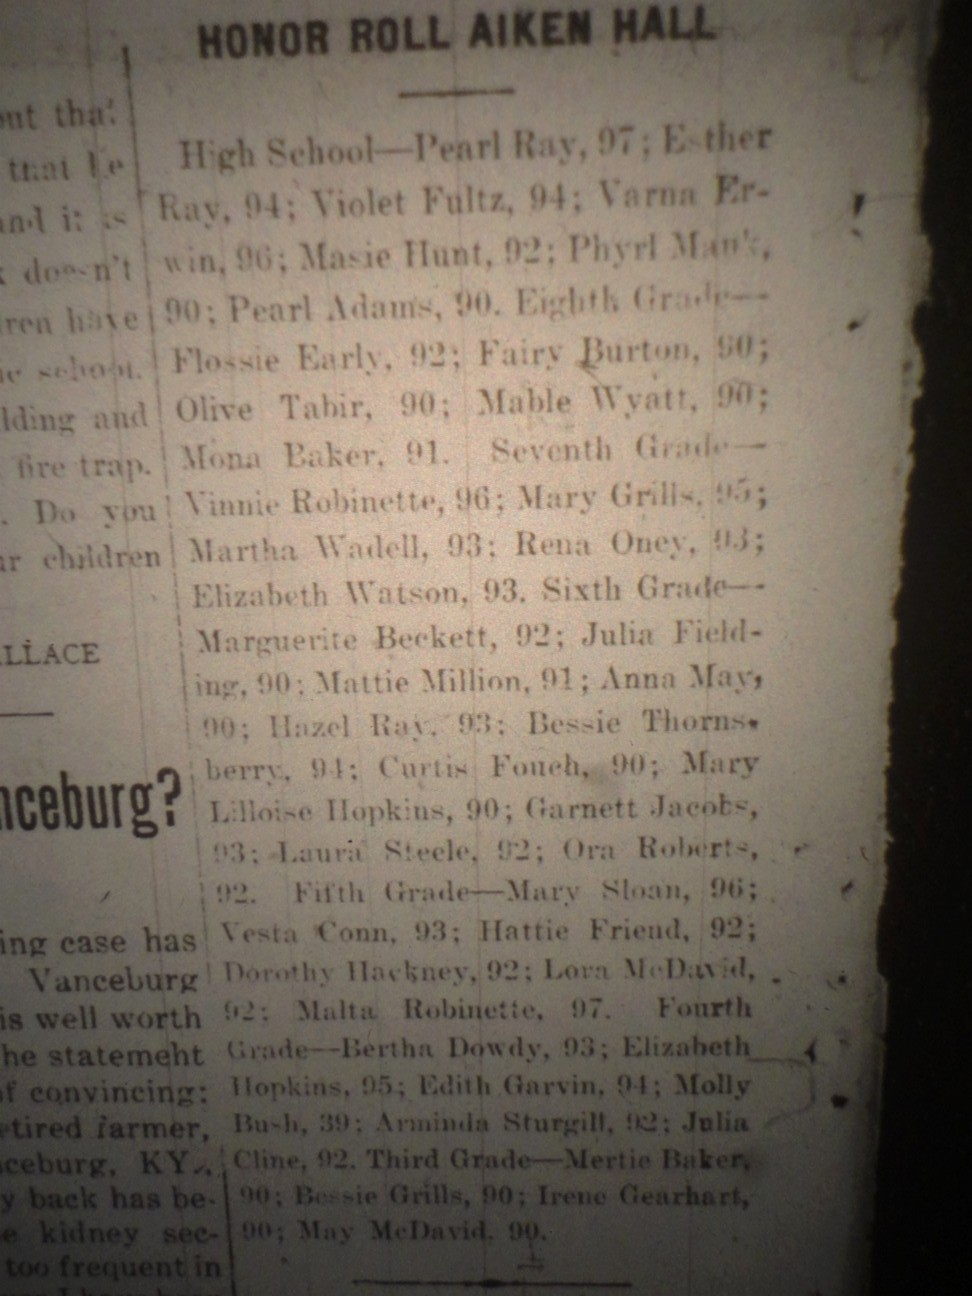 HONOR ROLL AIKEN HALL
High School—Pearl Ray, 97; Esther
Ray, 94; Violet Fultz, 94; Varna Er-
win, 96; Masie Hunt, 92; Phyrl Mauk,
90; Pearl Adams, 90. Eighth Grade—
Flossie Early, 92; Fairy Burton, 90;
Olive Tabir, 90; Mable Wyatt, 90;
Mona Baker, 91. Seventh Grade—
Vinnie Robinette, 96; Mary Grills, 95;
Martha Wadell, 93; Rena Oney, 93;
Elizabeth Watson, 93. Sixth Grade—
Marguerite Beckett, 92; Julia Field-
ing, 90; Mattie Million, 91; Anna May,
90; Hazel Ray, 93; Bessie Thorns-
berry, 94; Curtis Fouch, 90; Mary
Lilloise Hopkins, 90; Garnett Jacobs,
93; Laura Steele, 92; Ora Roberts,
92. Fifth Grade—Mary Sloan, 96;
Vesta Conn, 93; Hattie Friend, 92;
Dorothy Hackney, 92; Lora McDavid,
92; Malta Robinette, 97. Fourth
Grade—Bertha Dowdy, 93; Elizabeth
Hopkins, 95; Edith Garvin, 94; Molly
Bush, 39; Arminda Sturgill, 92; Julia
Cline, 92. Third Grade—Mertie Baker,
90; Bessie Grills, 90; Irene Gearhart,
90; May McDavid, 90.
that
that he
and it is
doesn't
have
school.
and
fire trap.
. Do you
children
nceburg?
ing case has
Vanceburg
is well worth
statement
of convincing:
farmer,
KY.,
back has be-
kidney sec-
too frequent in